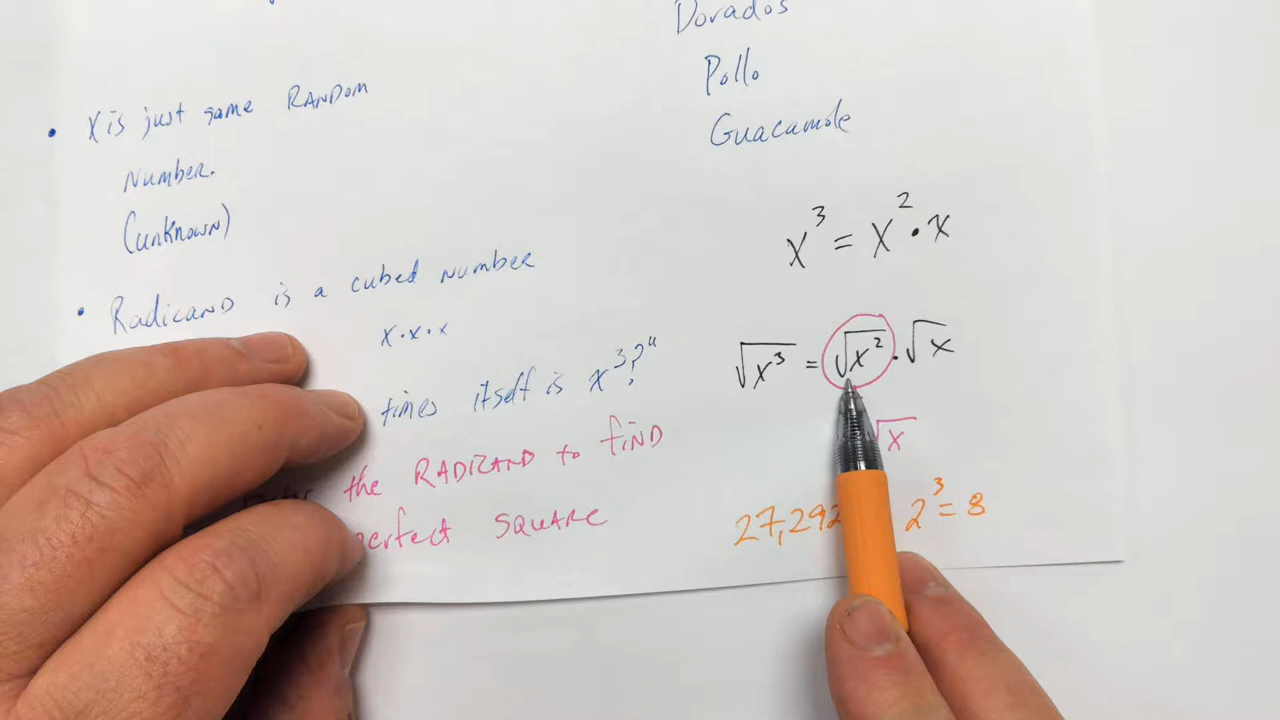 X is just some RANDOM
Number.
(unknown)
Radicand is a cubed number
x·x·x
times itself is x³?"
the RADICAND to find
perfect SQUARE
Dorados
Pollo
Guacamole
x³ = x²·x
√x³ = √x²·√x
√x
27,292
2³=8